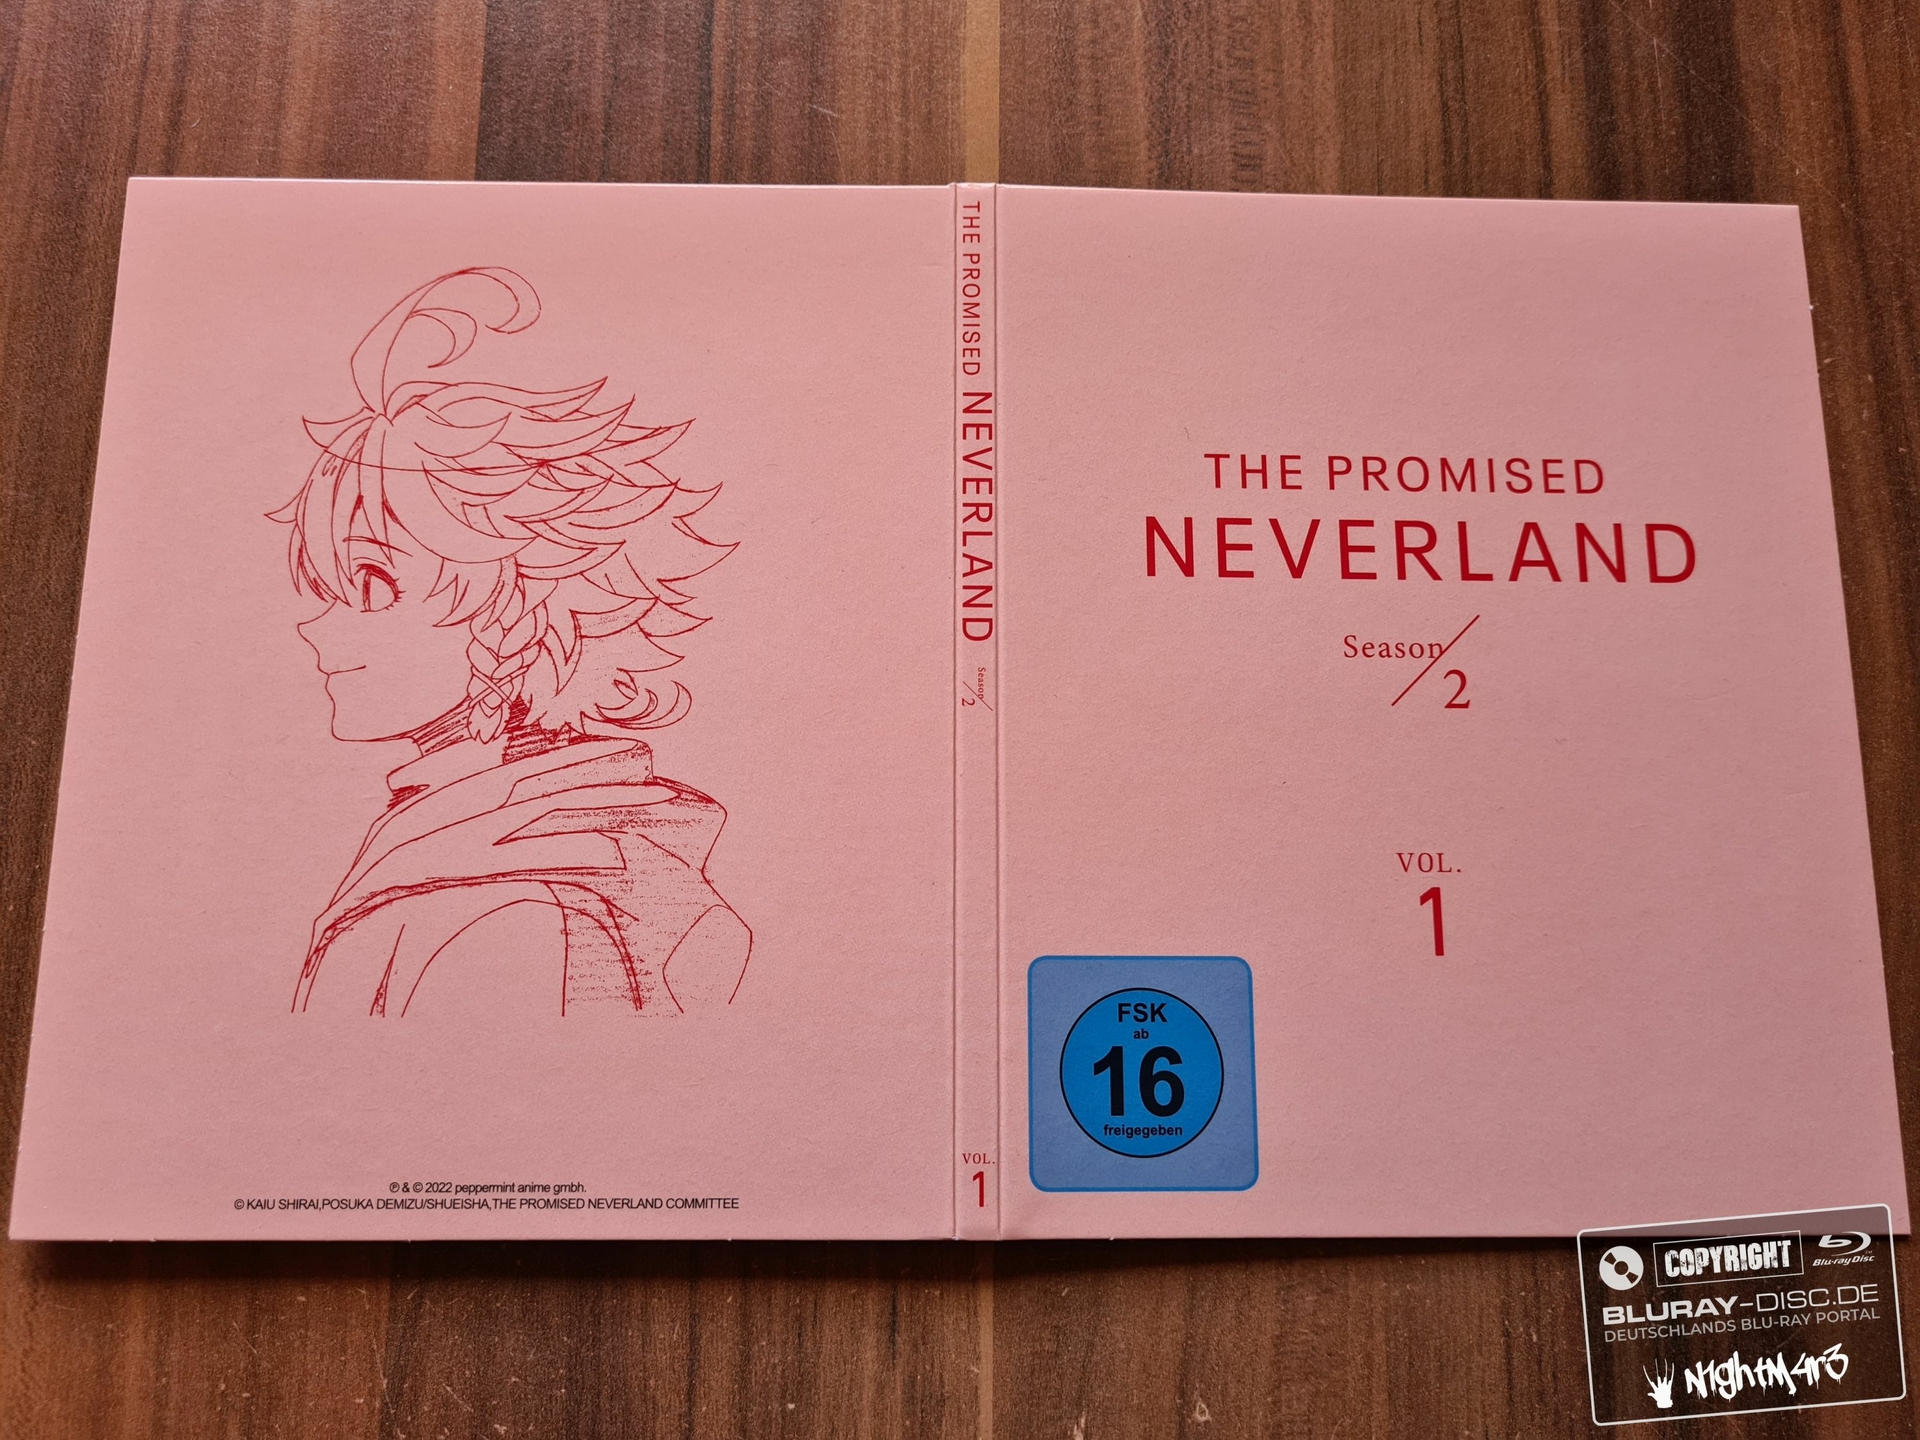 ℗ & © 2022 peppermint anime gmbh.
© KAIU SHIRAI,POSUKA DEMIZU/SHUEISHA,THE PROMISED NEVERLAND COMMITTEE
THE PROMISED NEVERLAND Season/2
VOL.
1
THE PROMISED
NEVERLAND
Season/
2
VOL.
1
FSK
ab
16
freigegeben
COPYRIGHT
Blu-ray Disc
BLURAY-DISC.DE
DEUTSCHLANDS BLU-RAY PORTAL
N1ghtM4r3